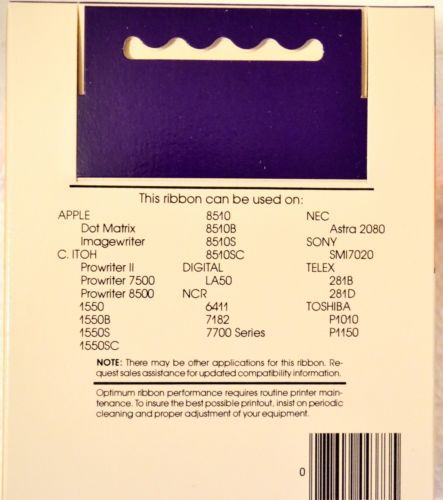 This ribbon can be used on:
APPLE
Dot Matrix
Imagewriter
C. ITOH
Prowriter II
Prowriter 7500
Prowriter 8500
1550
1550B
1550S
1550SC
8510
8510B
8510S
8510SC
DIGITAL
LA50
NCR
6411
7182
7700 Series
NEC
Astra 2080
SONY
SMI7020
TELEX
281B
281D
TOSHIBA
P1010
P1150
NOTE: There may be other applications for this ribbon. Re-
quest sales assistance for updated compatibility information.
Optimum ribbon performance requires routine printer main-
tenance. To insure the best possible printout, insist on periodic
cleaning and proper adjustment of your equipment.
0